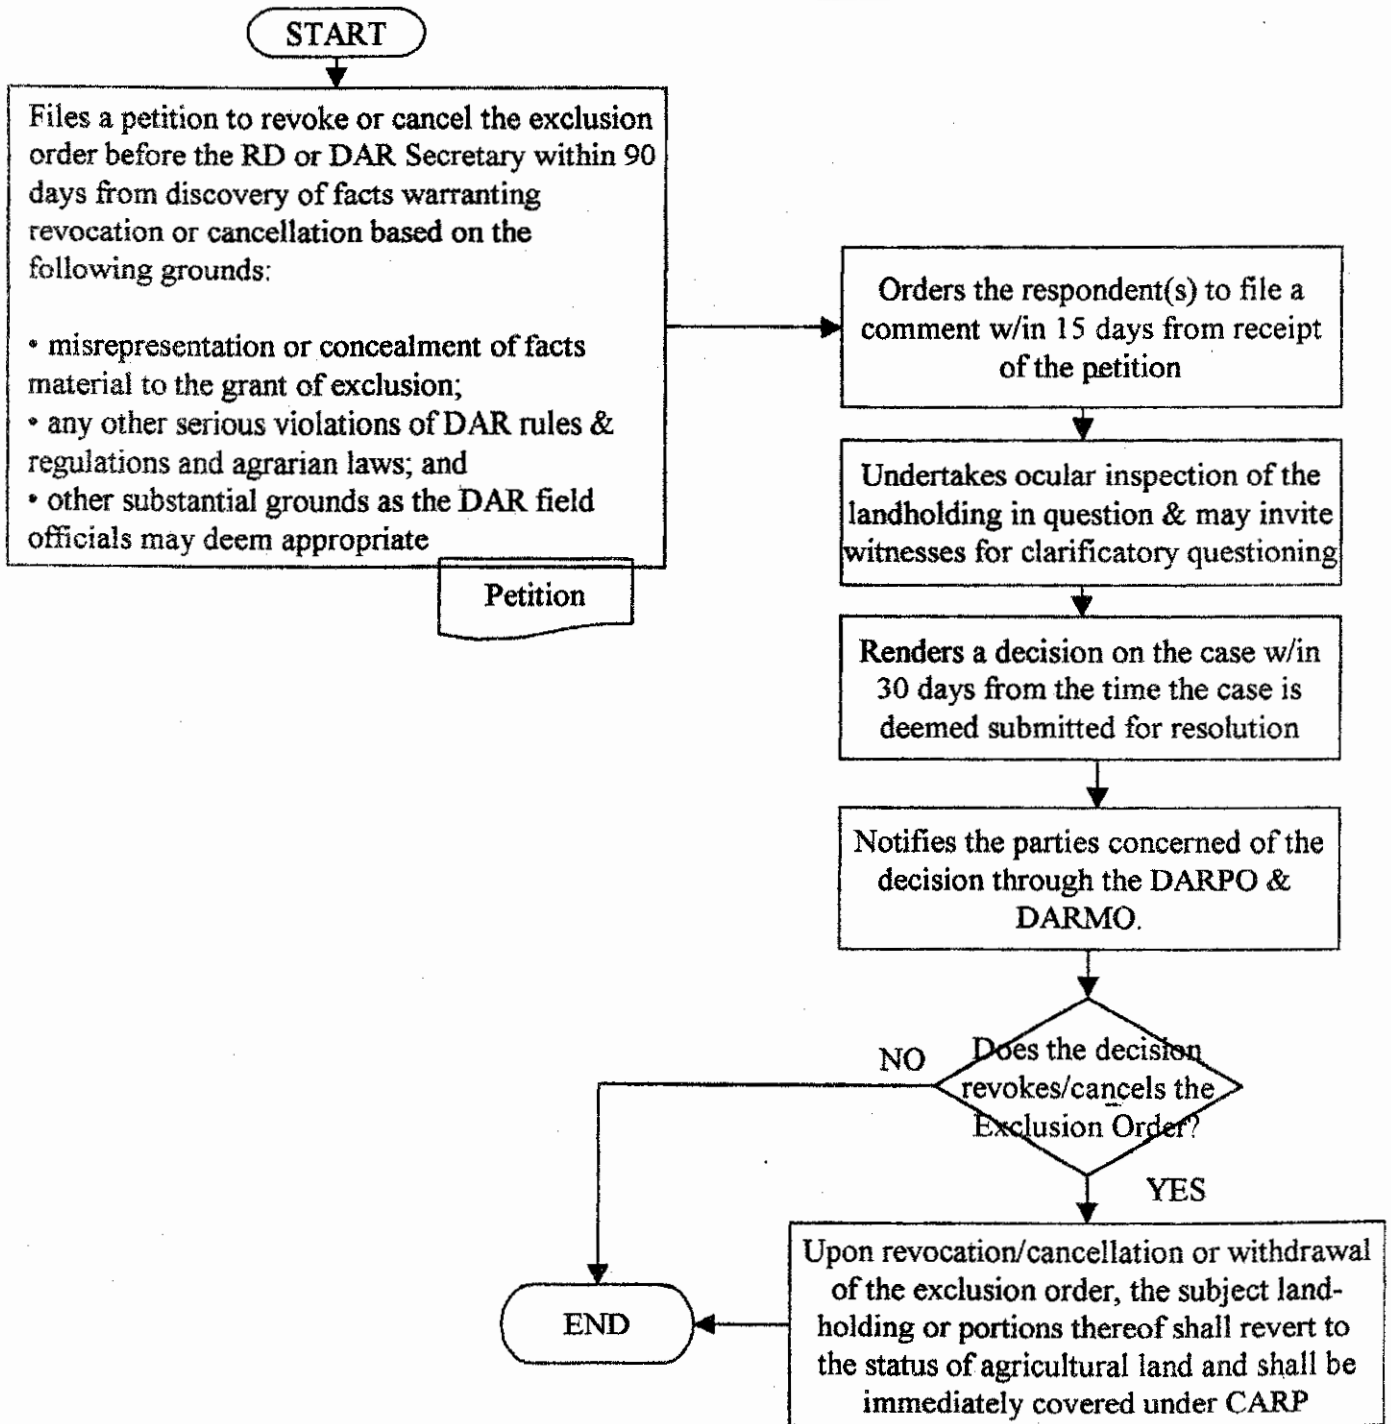 START
Files a petition to revoke or cancel the exclusion
order before the RD or DAR Secretary within 90
days from discovery of facts warranting
revocation or cancellation based on the
following grounds:
• misrepresentation or concealment of facts
material to the grant of exclusion;
• any other serious violations of DAR rules &
regulations and agrarian laws; and
• other substantial grounds as the DAR field
officials may deem appropriate
Petition
Orders the respondent(s) to file a
comment w/in 15 days from receipt
of the petition
Undertakes ocular inspection of the
landholding in question & may invite
witnesses for clarificatory questioning
Renders a decision on the case w/in
30 days from the time the case is
deemed submitted for resolution
Notifies the parties concerned of the
decision through the DARPO &
DARMO.
Does the decision
revokes/cancels the
Exclusion Order?
NO
YES
Upon revocation/cancellation or withdrawal
of the exclusion order, the subject land-
holding or portions thereof shall revert to
the status of agricultural land and shall be
immediately covered under CARP
END